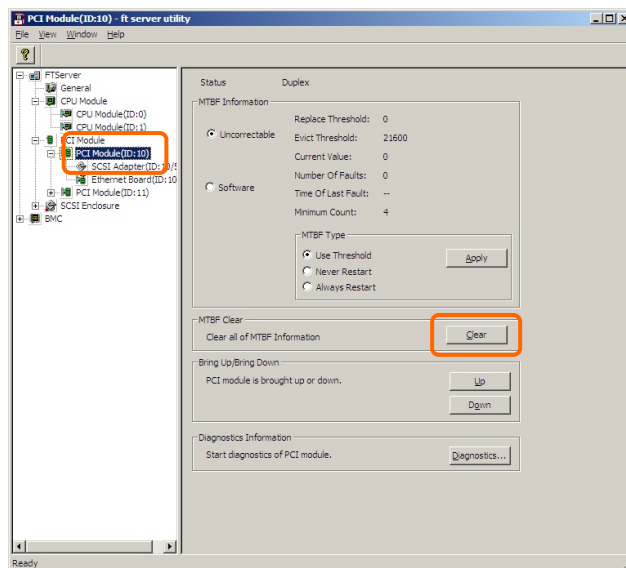 PCI Module(ID:10) - ft server utility
File View Window Help
FTServer
General
CPU Module
CPU Module(ID:0)
CPU Module(ID:1)
PCI Module
PCI Module(ID:10)
SCSI Adapter(ID:10/5
Ethernet Board(ID:10
PCI Module(ID:11)
SCSI Enclosure
BMC
Status Duplex
MTBF Information
Uncorrectable
Software
Replace Threshold: 0
Evict Threshold: 21600
Current Value: 0
Number Of Faults: 0
Time Of Last Fault: --
Minimum Count: 4
MTBF Type
Use Threshold
Never Restart
Always Restart
Apply
MTBF Clear
Clear all of MTBF Information
Clear
Bring Up/Bring Down
PCI module is brought up or down.
Up
Down
Diagnostics Information
Start diagnostics of PCI module.
Diagnostics...
Ready